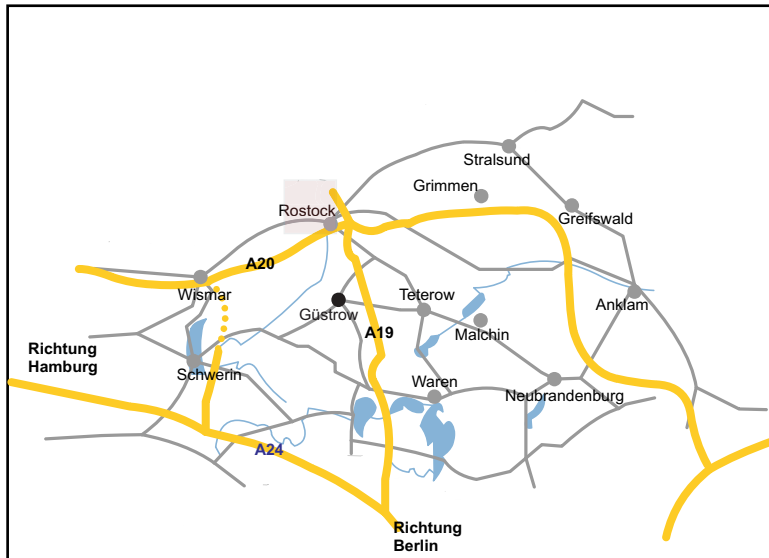 Stralsund
Grimmen
Rostock
Greifswald
A20
Wismar
Teterow
Anklam
Güstrow
A19
Malchin
Richtung
Hamburg
Schwerin
Waren
Neubrandenburg
A24
Richtung
Berlin